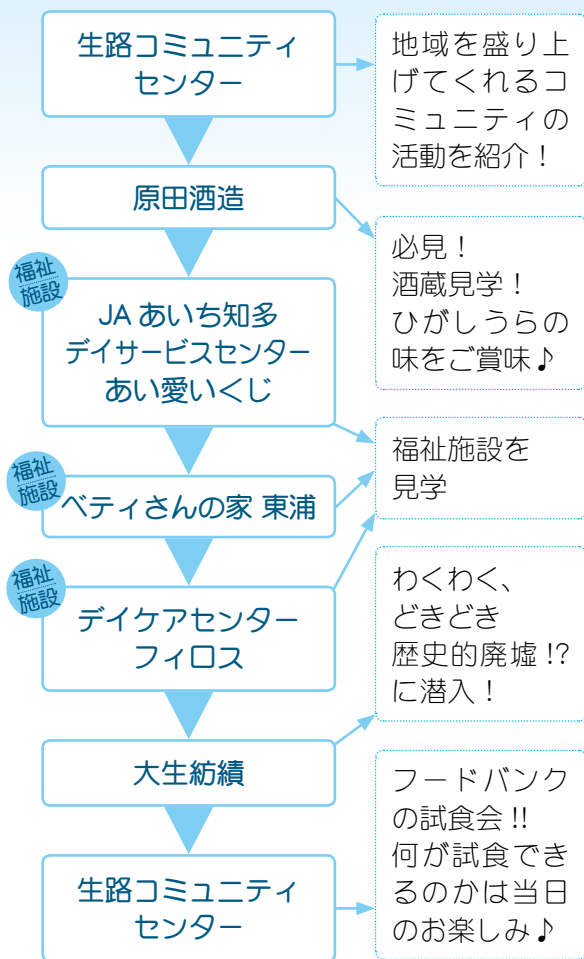 生路コミュニティ
センター
地域を盛り上
げてくれるコ
ミュニティの
活動を紹介！
原田酒造
必見！
酒蔵見学！
ひがしうらの
味をご賞味♪
福祉
施設
JA あいち知多
デイサービスセンター
あい愛いくじ
福祉施設を
見学
福祉
施設
ベティさんの家 東浦
福祉
施設
デイケアセンター
フィロス
わくわく、
どきどき
歴史的廃墟 !?
に潜入！
大生紡績
フードバンク
の試食会 !!
何が試食でき
るのかは当日
のお楽しみ♪
生路コミュニティ
センター